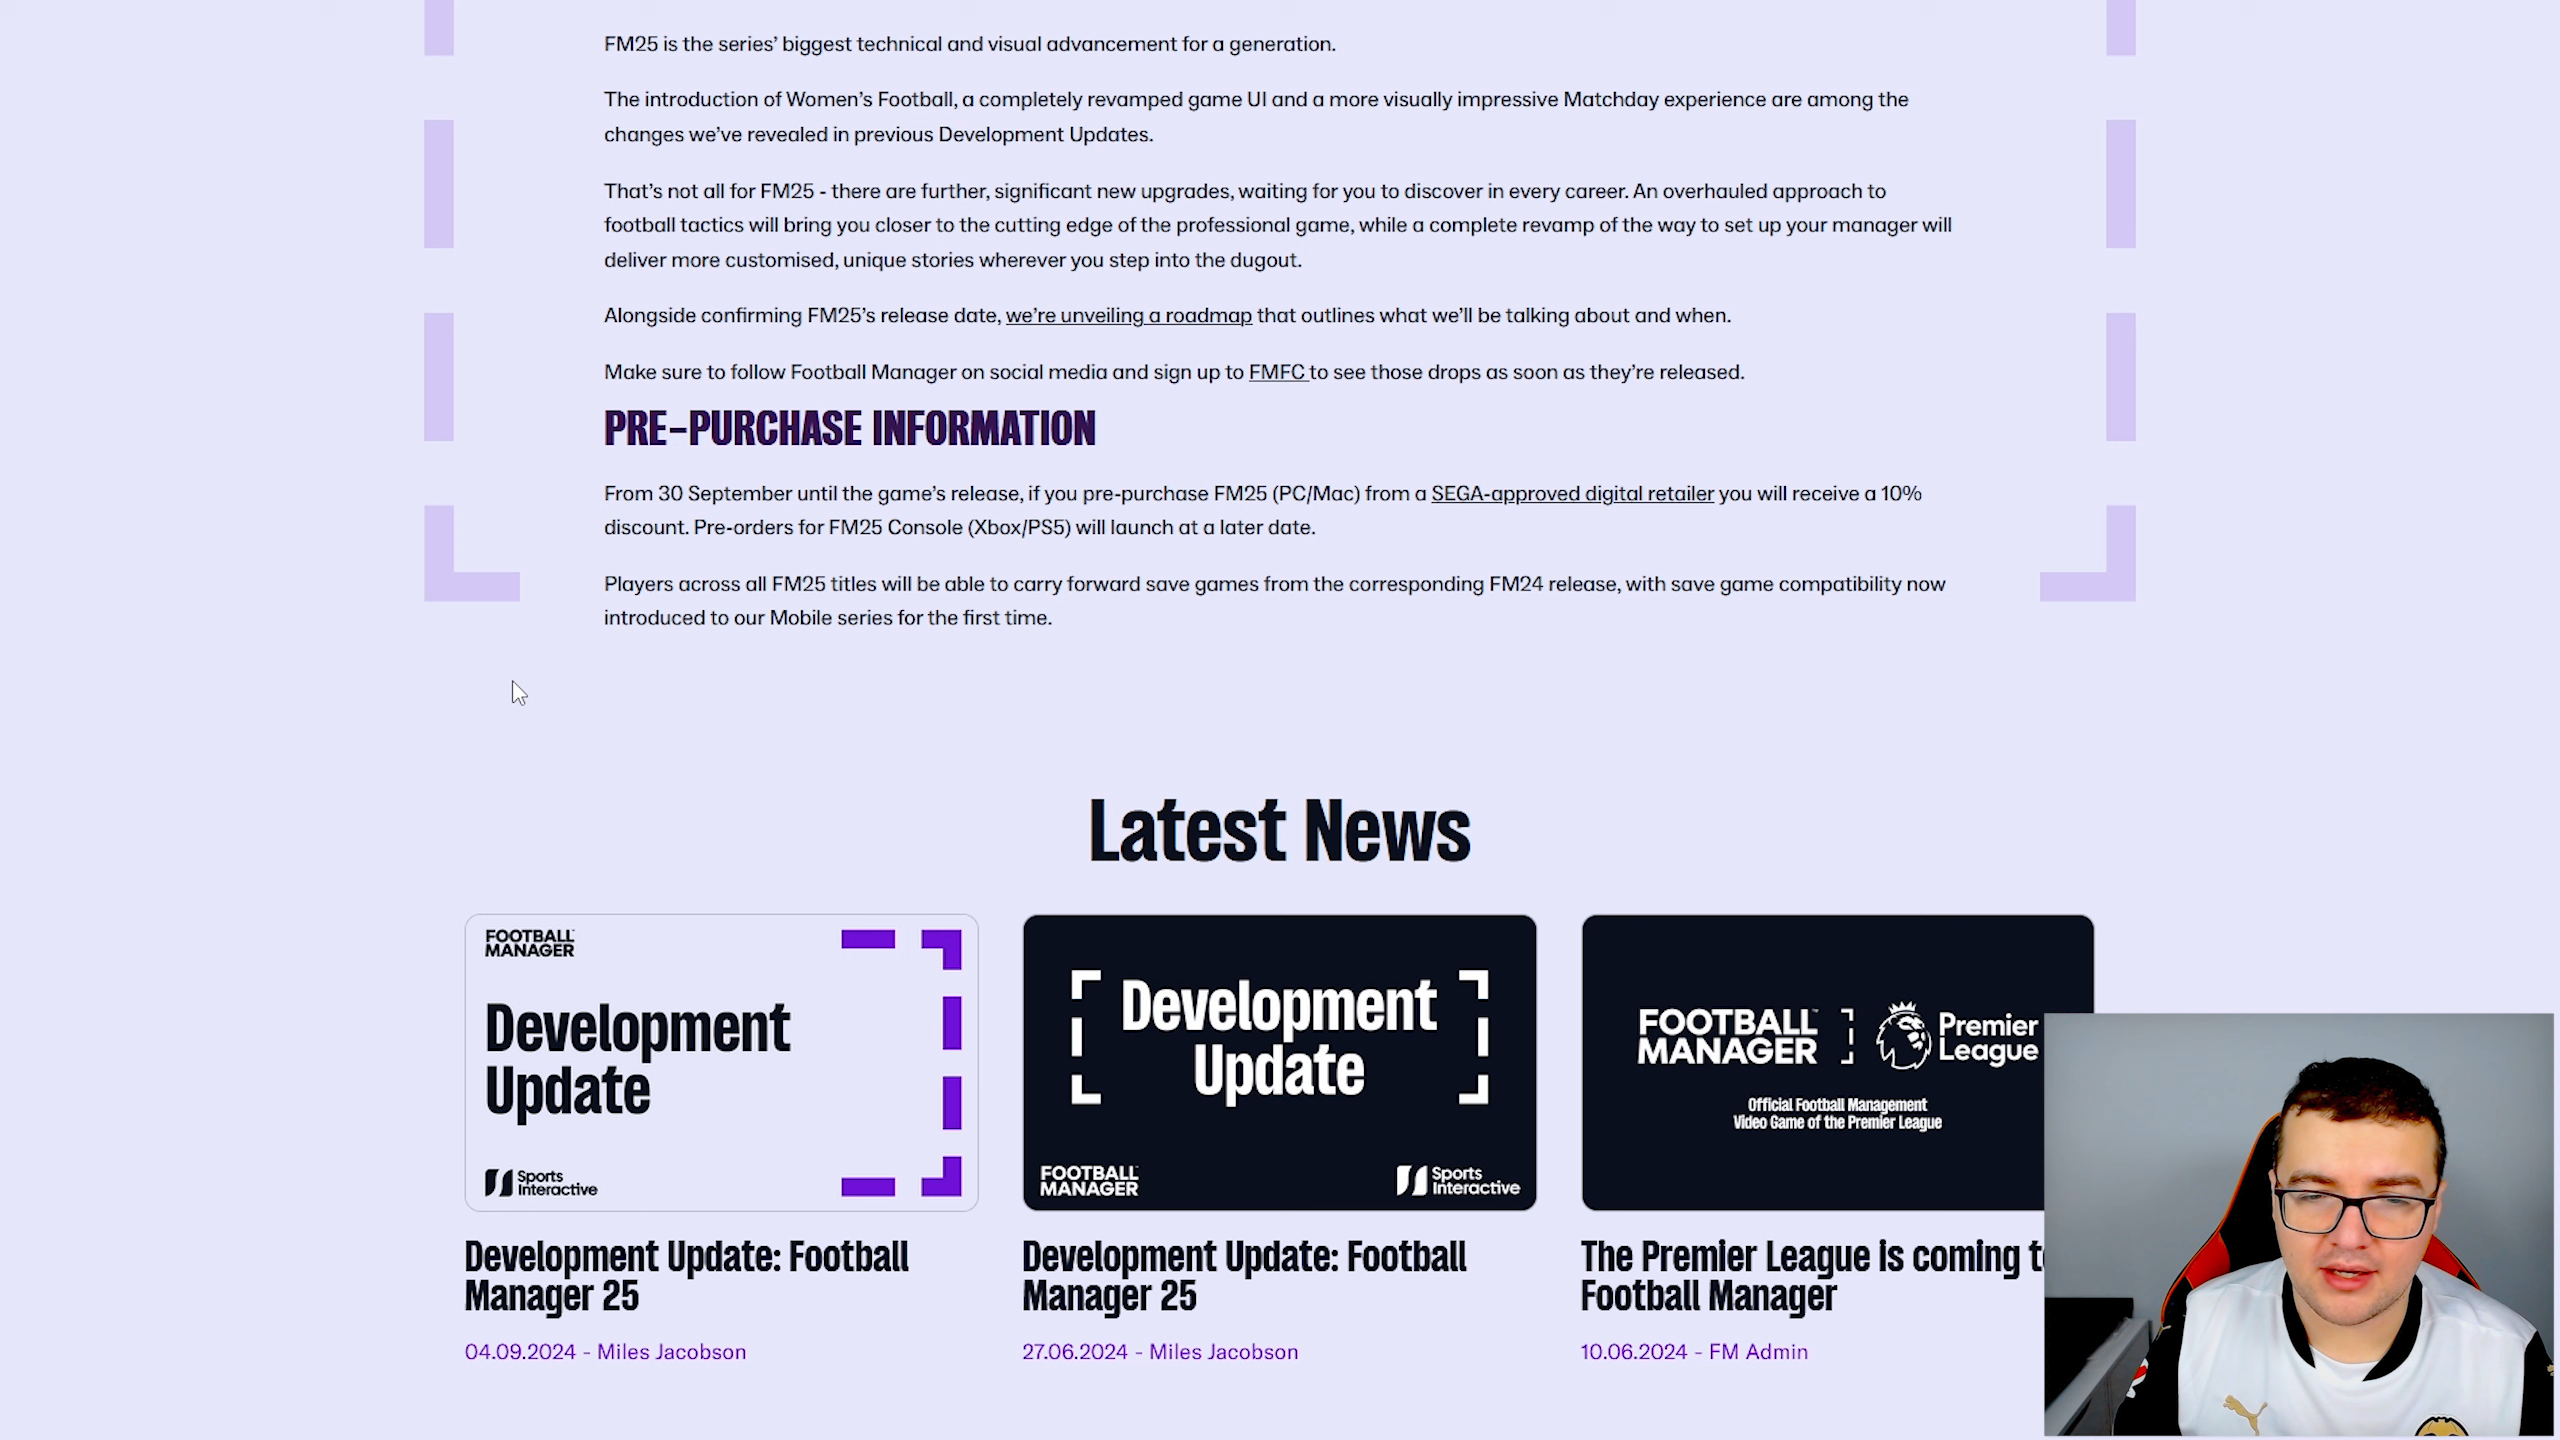 FM25 is the series’ biggest technical and visual advancement for a generation.
The introduction of Women’s Football, a completely revamped game UI and a more visually impressive Matchday experience are among the
changes we’ve revealed in previous Development Updates.
That’s not all for FM25 - there are further, significant new upgrades, waiting for you to discover in every career. An overhauled approach to
football tactics will bring you closer to the cutting edge of the professional game, while a complete revamp of the way to set up your manager will
deliver more customised, unique stories wherever you step into the dugout.
Alongside confirming FM25’s release date, we’re unveiling a roadmap that outlines what we’ll be talking about and when.
Make sure to follow Football Manager on social media and sign up to FMFC to see those drops as soon as they’re released.
PRE-PURCHASE INFORMATION
From 30 September until the game’s release, if you pre-purchase FM25 (PC/Mac) from a SEGA-approved digital retailer you will receive a 10%
discount. Pre-orders for FM25 Console (Xbox/PS5) will launch at a later date.
Players across all FM25 titles will be able to carry forward save games from the corresponding FM24 release, with save game compatibility now
introduced to our Mobile series for the first time.
Latest News
FOOTBALL
MANAGER
Development
Update
Sports
Interactive
Development Update: Football
Manager 25
04.09.2024 - Miles Jacobson
Development
Update
FOOTBALL
MANAGER
Sports
Interactive
Development Update: Football
Manager 25
27.06.2024 - Miles Jacobson
FOOTBALL
MANAGER
Premier
League
Official Football Management
Video Game of the Premier League
The Premier League is coming t
Football Manager
10.06.2024 - FM Admin